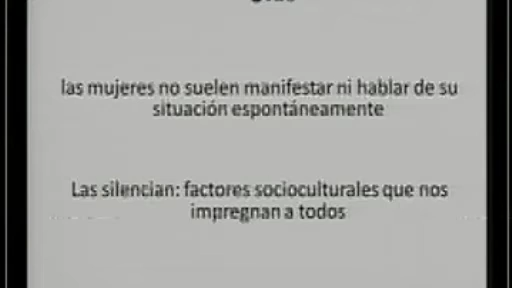 las mujeres no suelen manifestar ni hablar de su
situación espontáneamente
Las silencian: factores socioculturales que nos
impregnan a todos